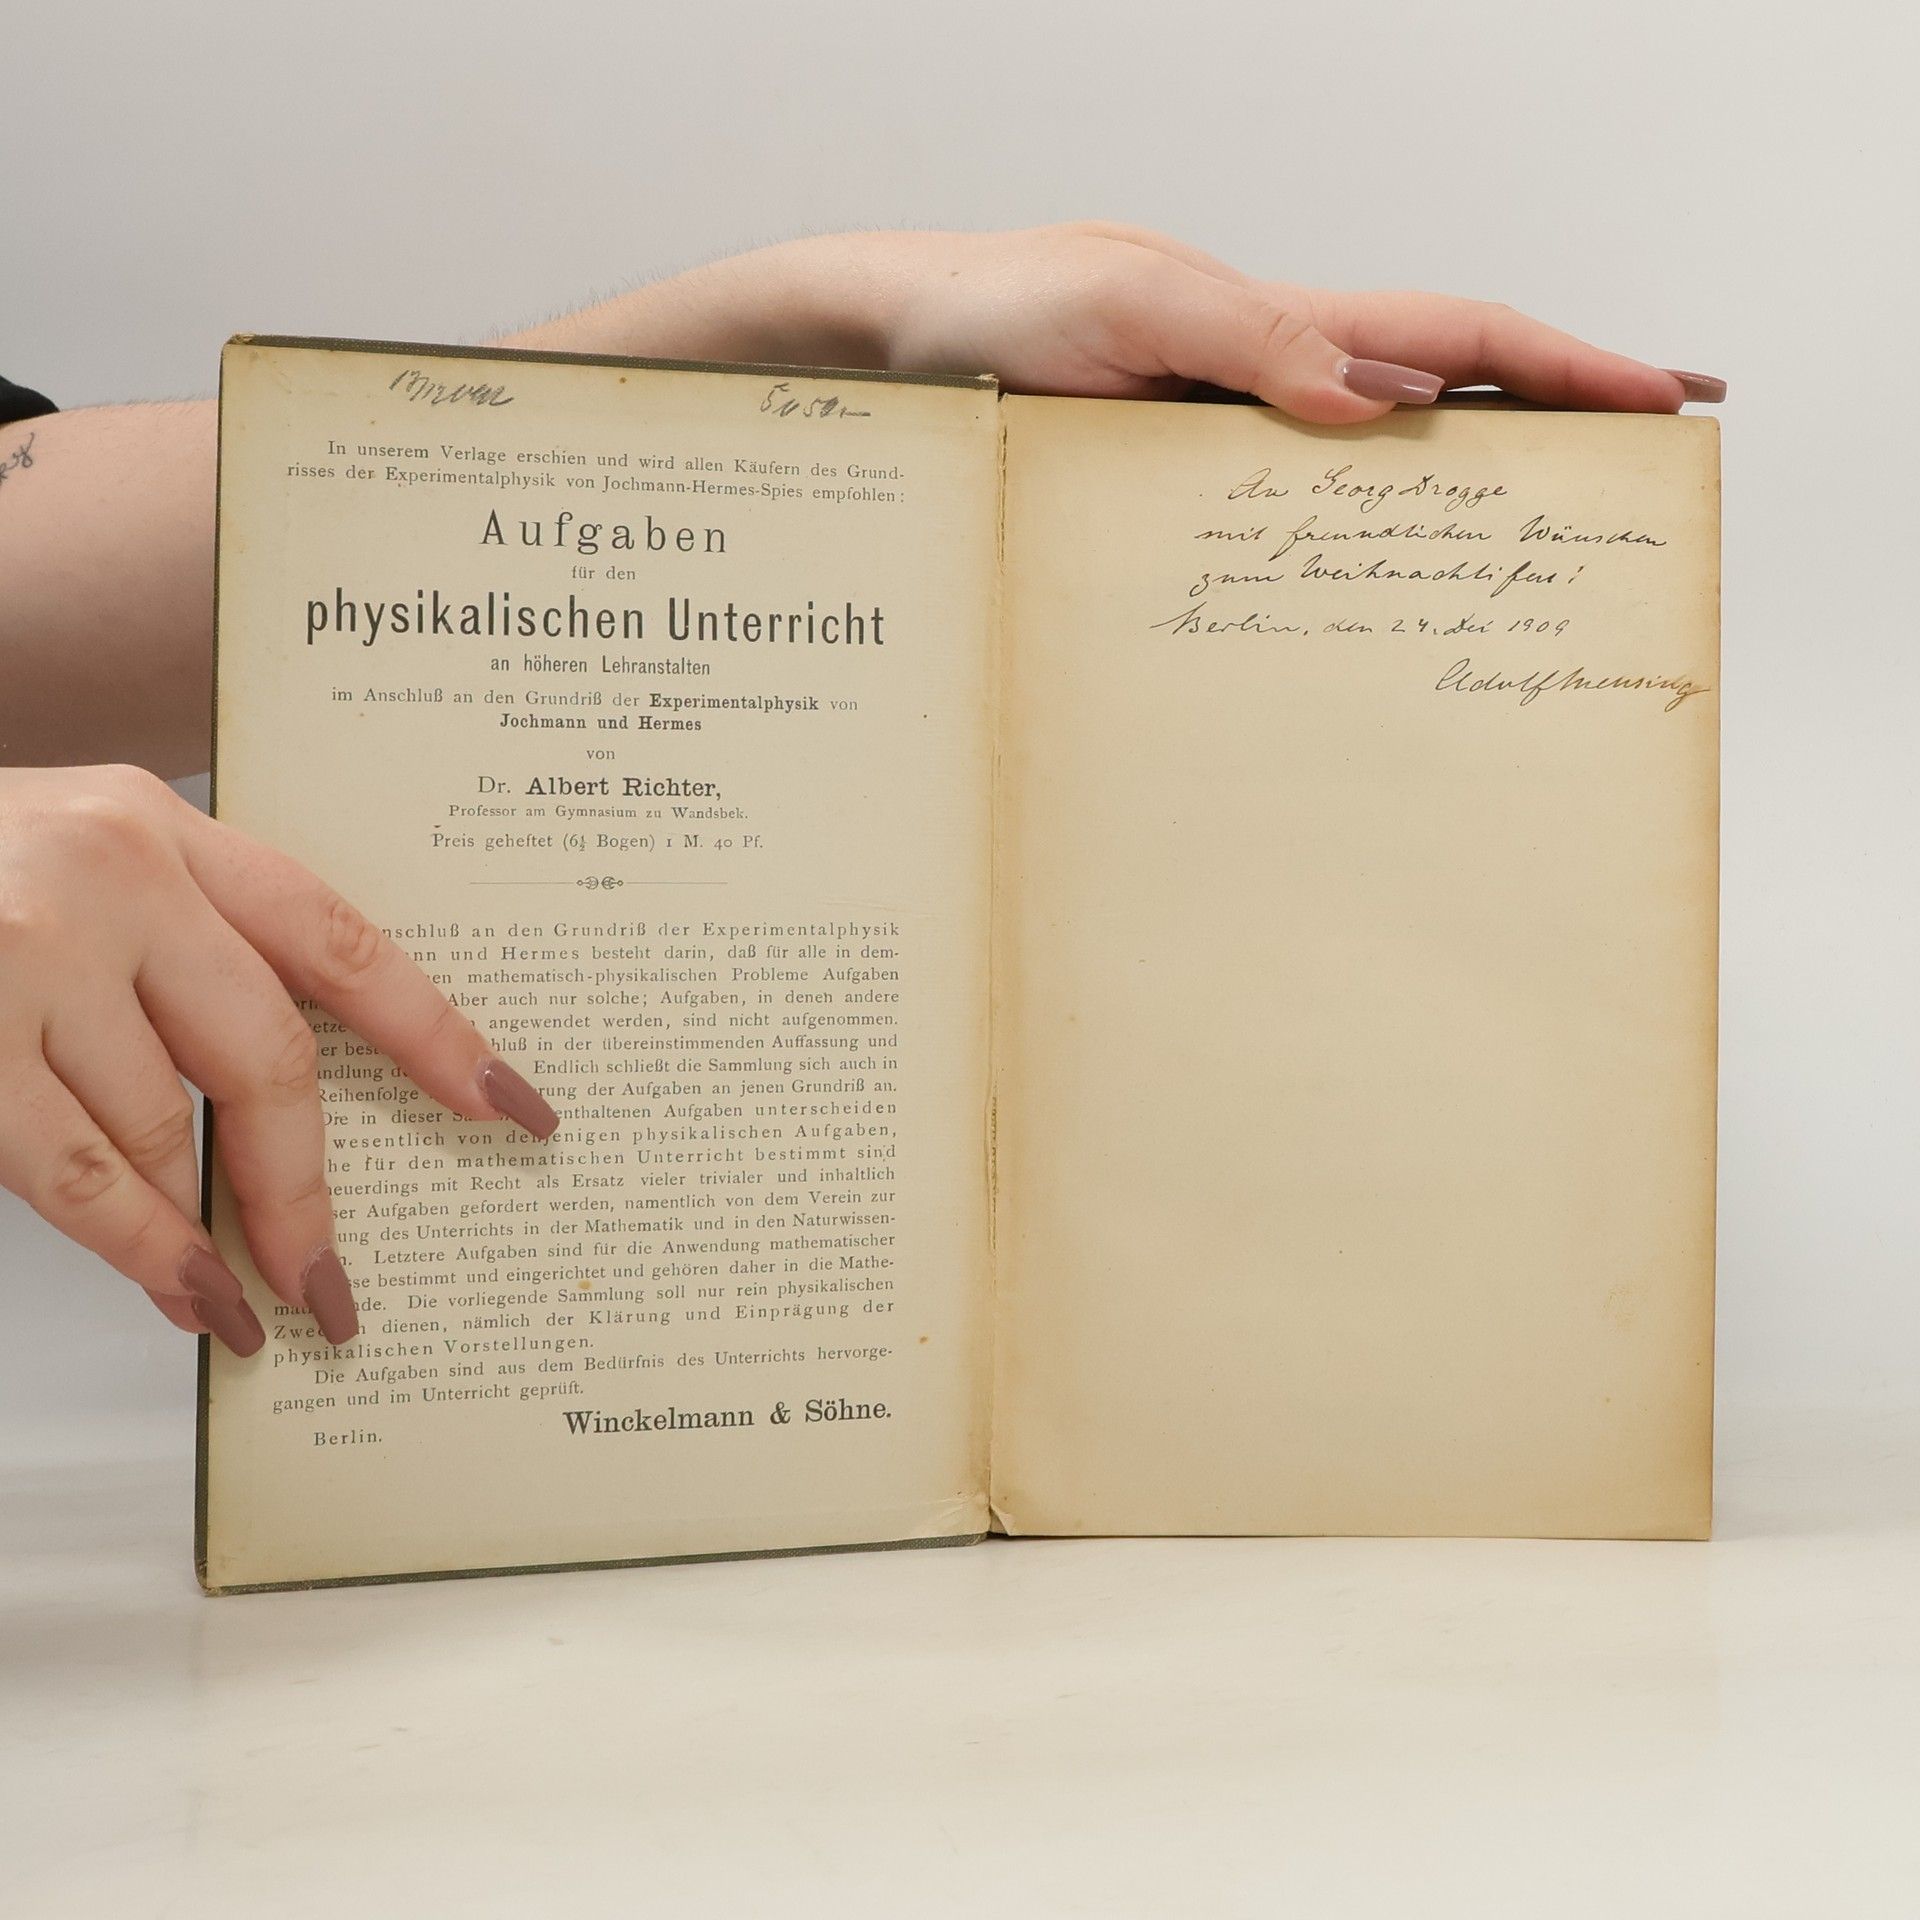 In unserem Verlage erschien und wird allen Käufern des Grund-
risses der Experimentalphysik von Jochmann-Hermes-Spies empfohlen:
Aufgaben
für den
physikalischen Unterricht
an höheren Lehranstalten
im Anschluß an den Grundriß der Experimentalphysik von
Jochmann und Hermes
von
Dr. Albert Richter,
Professor am Gymnasium zu Wandsbek.
Preis geheftet (6½ Bogen) 1 M. 40 Pf.
an den Grundriß der Experimentalphysik
und Hermes besteht darin, daß für alle in dem-
mathematisch-physikalischen Probleme Aufgaben
Aber auch nur solche; Aufgaben, in denen andere
angewendet werden, sind nicht aufgenommen.
in der übereinstimmenden Auffassung und
Endlich schließt die Sammlung sich auch in
Reihenfolge der Aufgaben an jenen Grundriß an.
Die in dieser enthaltenen Aufgaben unterscheiden
wesentlich von denjenigen physikalischen Aufgaben,
für den mathematischen Unterricht bestimmt sind
neuerdings mit Recht als Ersatz vieler trivialer und inhaltlich
Aufgaben gefordert werden, namentlich von dem Verein zur
des Unterrichts in der Mathematik und in den Naturwissen-
Letztere Aufgaben sind für die Anwendung mathematischer
bestimmt und eingerichtet und gehören daher in die Mathe-
Die vorliegende Sammlung soll nur rein physikalischen
dienen, nämlich der Klärung und Einprägung der
physikalischen Vorstellungen.
Die Aufgaben sind aus dem Bedürfnis des Unterrichts hervorge-
gangen und im Unterricht geprüft.
Berlin. Winckelmann & Söhne.
An Georg Drogge
mit freundlichen Wünschen
zum Weihnachtsfest!
Berlin, den 24. Dez 1909
Adolf Mensing